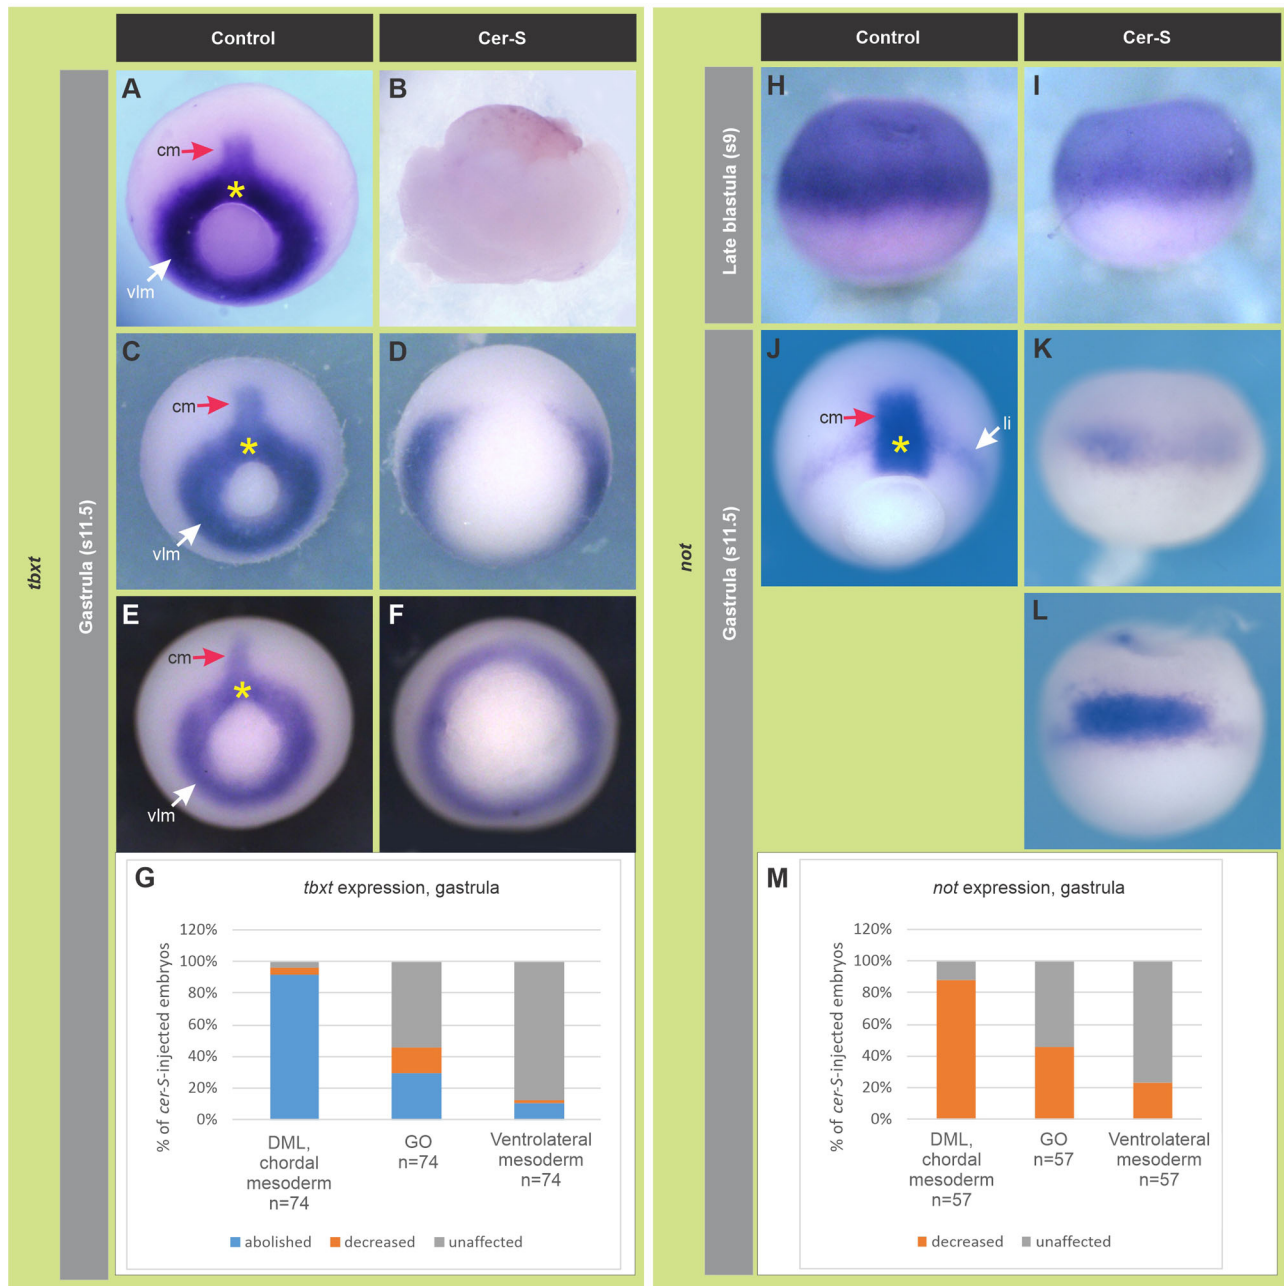 Control
Cer-S
tbxt
Gastrula (s11.5)
A
cm
*
vlm
B
C
cm
*
vlm
D
E
cm
*
vlm
F
G
tbxt expression, gastrula
% of cer-S-injected embryos
120%
100%
80%
60%
40%
20%
0%
DML,
chordal
mesoderm
n=74
GO
n=74
Ventrolateral
mesoderm
n=74
abolished
decreased
unaffected
Control
Cer-S
not
Late blastula (s9)
Gastrula (s11.5)
H
I
J
cm
*
li
K
L
M
not expression, gastrula
% of cer-S-injected embryos
120%
100%
80%
60%
40%
20%
0%
DML,
chordal
mesoderm
n=57
GO
n=57
Ventrolateral
mesoderm
n=57
decreased
unaffected